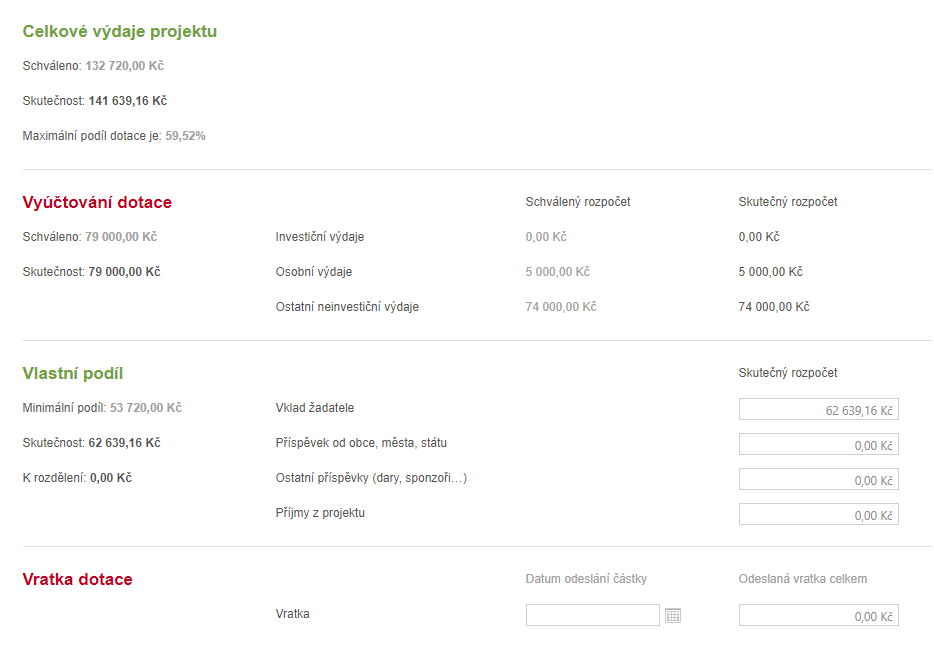 Celkové výdaje projektu
Schváleno: 132 720,00 Kč
Skutečnost: 141 639,16 Kč
Maximální podíl dotace je: 59,52%
Vyúčtování dotace Schválený rozpočet Skutečný rozpočet
Schváleno: 79 000,00 Kč Investiční výdaje 0,00 Kč 0,00 Kč
Skutečnost: 79 000,00 Kč Osobní výdaje 5 000,00 Kč 5 000,00 Kč
Ostatní neinvestiční výdaje 74 000,00 Kč 74 000,00 Kč
Vlastní podíl Skutečný rozpočet
Minimální podíl: 53 720,00 Kč Vklad žadatele 62 639,16 Kč
Skutečnost: 62 639,16 Kč Příspěvek od obce, města, státu 0,00 Kč
K rozdělení: 0,00 Kč Ostatní příspěvky (dary, sponzoři...) 0,00 Kč
Příjmy z projektu 0,00 Kč
Vratka dotace Datum odeslání částky Odeslaná vratka celkem
Vratka 0,00 Kč